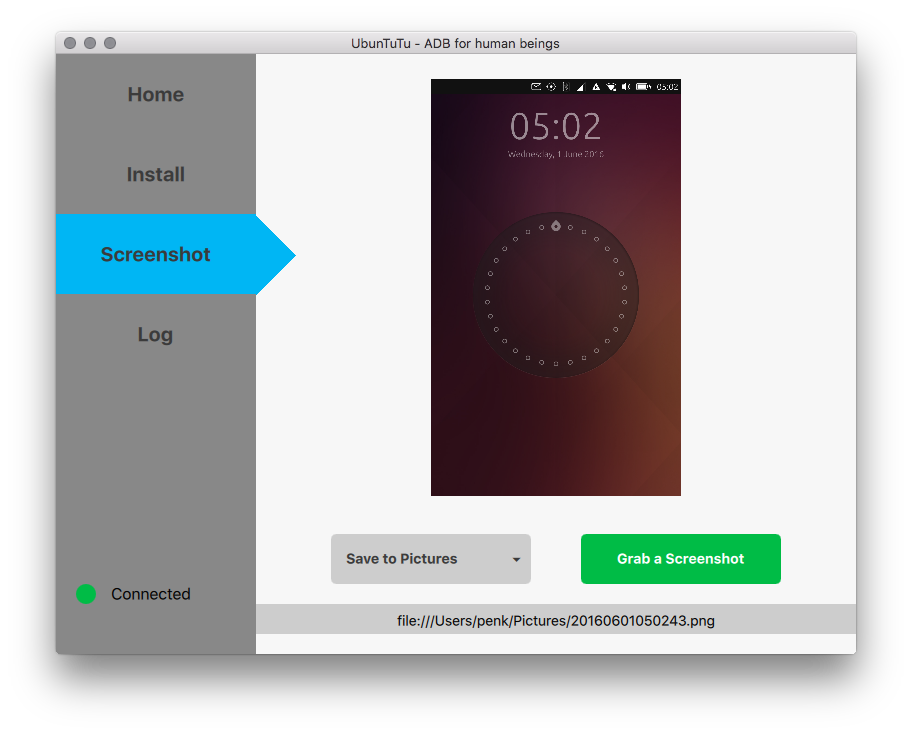 UbunTuTu - ADB for human beings
Home
Install
Screenshot
Log
Connected
05:02
05:02
Wednesday, 1 June 2016
Save to Pictures
Grab a Screenshot
file:///Users/penk/Pictures/20160601050243.png